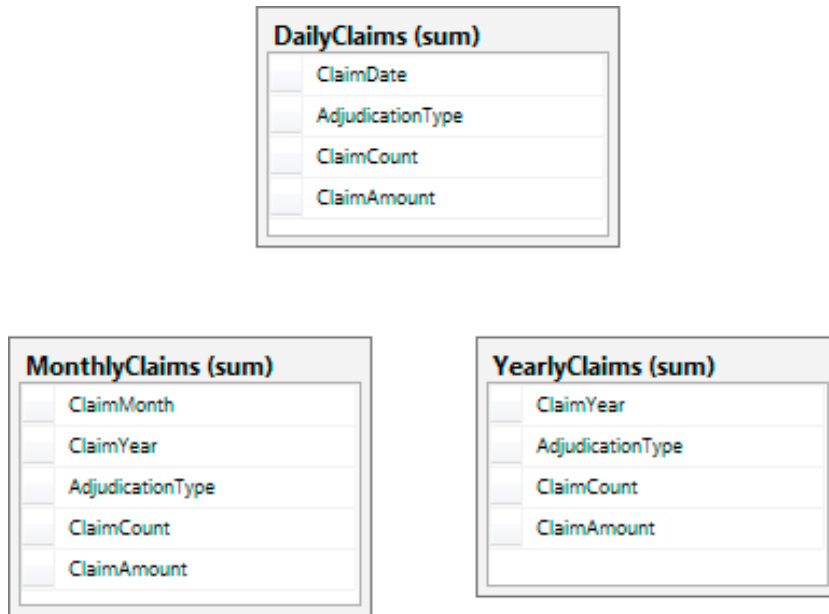 DailyClaims (sum)
ClaimDate
AdjudicationType
ClaimCount
ClaimAmount
MonthlyClaims (sum)
ClaimMonth
ClaimYear
AdjudicationType
ClaimCount
ClaimAmount
YearlyClaims (sum)
ClaimYear
AdjudicationType
ClaimCount
ClaimAmount